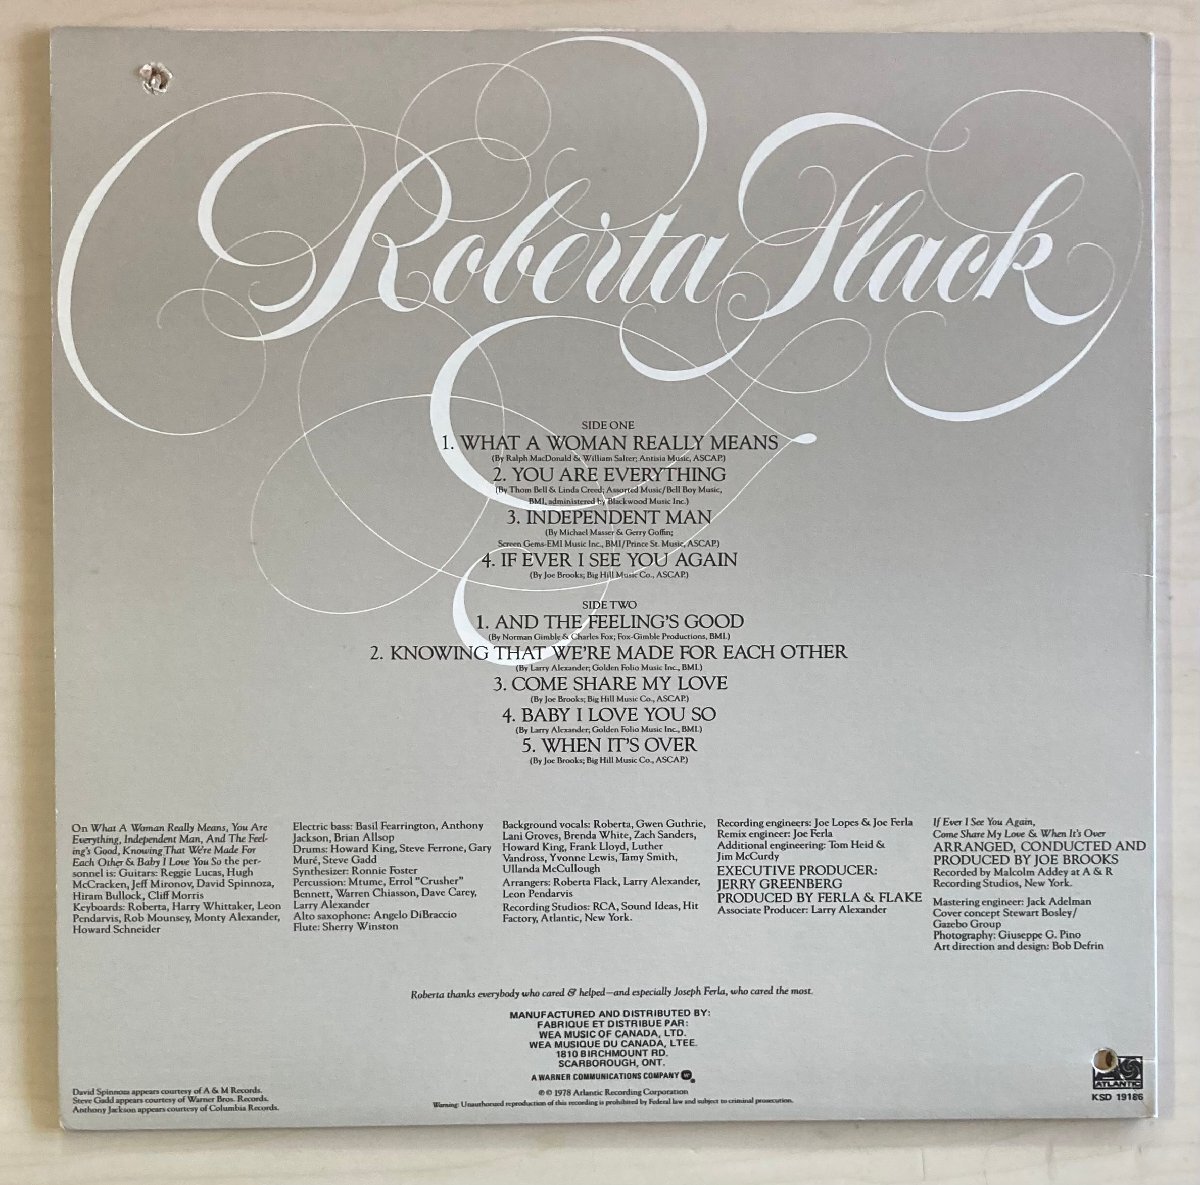 Roberta Flack
SIDE ONE
1. WHAT A WOMAN REALLY MEANS
(By Ralph MacDonald & William Salter; Antisia Music, ASCAP.)
2. YOU ARE EVERYTHING
(By Thom Bell & Linda Creed; Assorted Music/Bell Boy Music,
BMI, administered by Blackwood Music Inc.)
3. INDEPENDENT MAN
(By Michael Masser & Gerry Goffin;
Screen Gems-EMI Music Inc., BMI/Prince St. Music, ASCAP.)
4. IF EVER I SEE YOU AGAIN
(By Joe Brooks; Big Hill Music Co., ASCAP.)
SIDE TWO
1. AND THE FEELING'S GOOD
(By Norman Gimble & Charles Fox; Fox-Gimble Productions, BMI.)
2. KNOWING THAT WE'RE MADE FOR EACH OTHER
(By Larry Alexander; Golden Folio Music Inc., BMI.)
3. COME SHARE MY LOVE
(By Joe Brooks; Big Hill Music Co., ASCAP.)
4. BABY I LOVE YOU SO
(By Larry Alexander; Golden Folio Music Inc., BMI.)
5. WHEN IT'S OVER
(By Joe Brooks; Big Hill Music Co., ASCAP.)
On What A Woman Really Means, You Are
Everything, Independent Man, And The Feel-
ing's Good, Knowing That We're Made For
Each Other & Baby I Love You So the per-
sonnel is: Guitars: Reggie Lucas, Hugh
McCracken, Jeff Mironov, David Spinnoza,
Hiram Bullock, Cliff Morris
Keyboards: Roberta, Harry Whittaker, Leon
Pendarvis, Rob Mounsey, Monty Alexander,
Howard Schneider
Electric bass: Basil Fearrington, Anthony
Jackson, Brian Allsop
Drums: Howard King, Steve Ferrone, Gary
Muré, Steve Gadd
Synthesizer: Ronnie Foster
Percussion: Mtume, Errol "Crusher"
Bennett, Warren Chiasson, Dave Carey,
Larry Alexander
Alto saxophone: Angelo DiBraccio
Flute: Sherry Winston
Background vocals: Roberta, Gwen Guthrie,
Lani Groves, Brenda White, Zach Sanders,
Howard King, Frank Lloyd, Luther
Vandross, Yvonne Lewis, Tamy Smith,
Ullanda McCullough
Arrangers: Roberta Flack, Larry Alexander,
Leon Pendarvis
Recording Studios: RCA, Sound Ideas, Hit
Factory, Atlantic, New York.
Recording engineers: Joe Lopes & Joe Ferla
Remix engineer: Joe Ferla
Additional engineering: Tom Heid &
Jim McCurdy
EXECUTIVE PRODUCER:
JERRY GREENBERG
PRODUCED BY FERLA & FLAKE
Associate Producer: Larry Alexander
If Ever I See You Again,
Come Share My Love & When It's Over
ARRANGED, CONDUCTED AND
PRODUCED BY JOE BROOKS
Recorded by Malcolm Addey at A & R
Recording Studios, New York.
Mastering engineer: Jack Adelman
Cover concept Stewart Bosley/
Gazebo Group
Photography: Giuseppe G. Pino
Art direction and design: Bob Defrin
Roberta thanks everybody who cared & helped—and especially Joseph Ferla, who cared the most.
MANUFACTURED AND DISTRIBUTED BY:
FABRIQUE ET DISTRIBUE PAR:
WEA MUSIC OF CANADA, LTD.
WEA MUSIQUE DU CANADA, LTEE.
1810 BIRCHMOUNT RD.
SCARBOROUGH, ONT.
A WARNER COMMUNICATIONS COMPANY
℗ © 1978 Atlantic Recording Corporation
Warning: Unauthorized reproduction of this recording is prohibited by Federal law and subject to criminal prosecution.
David Spinnoza appears courtesy of A & M Records.
Steve Gadd appears courtesy of Warner Bros. Records.
Anthony Jackson appears courtesy of Columbia Records.
ATLANTIC
KSD 19186